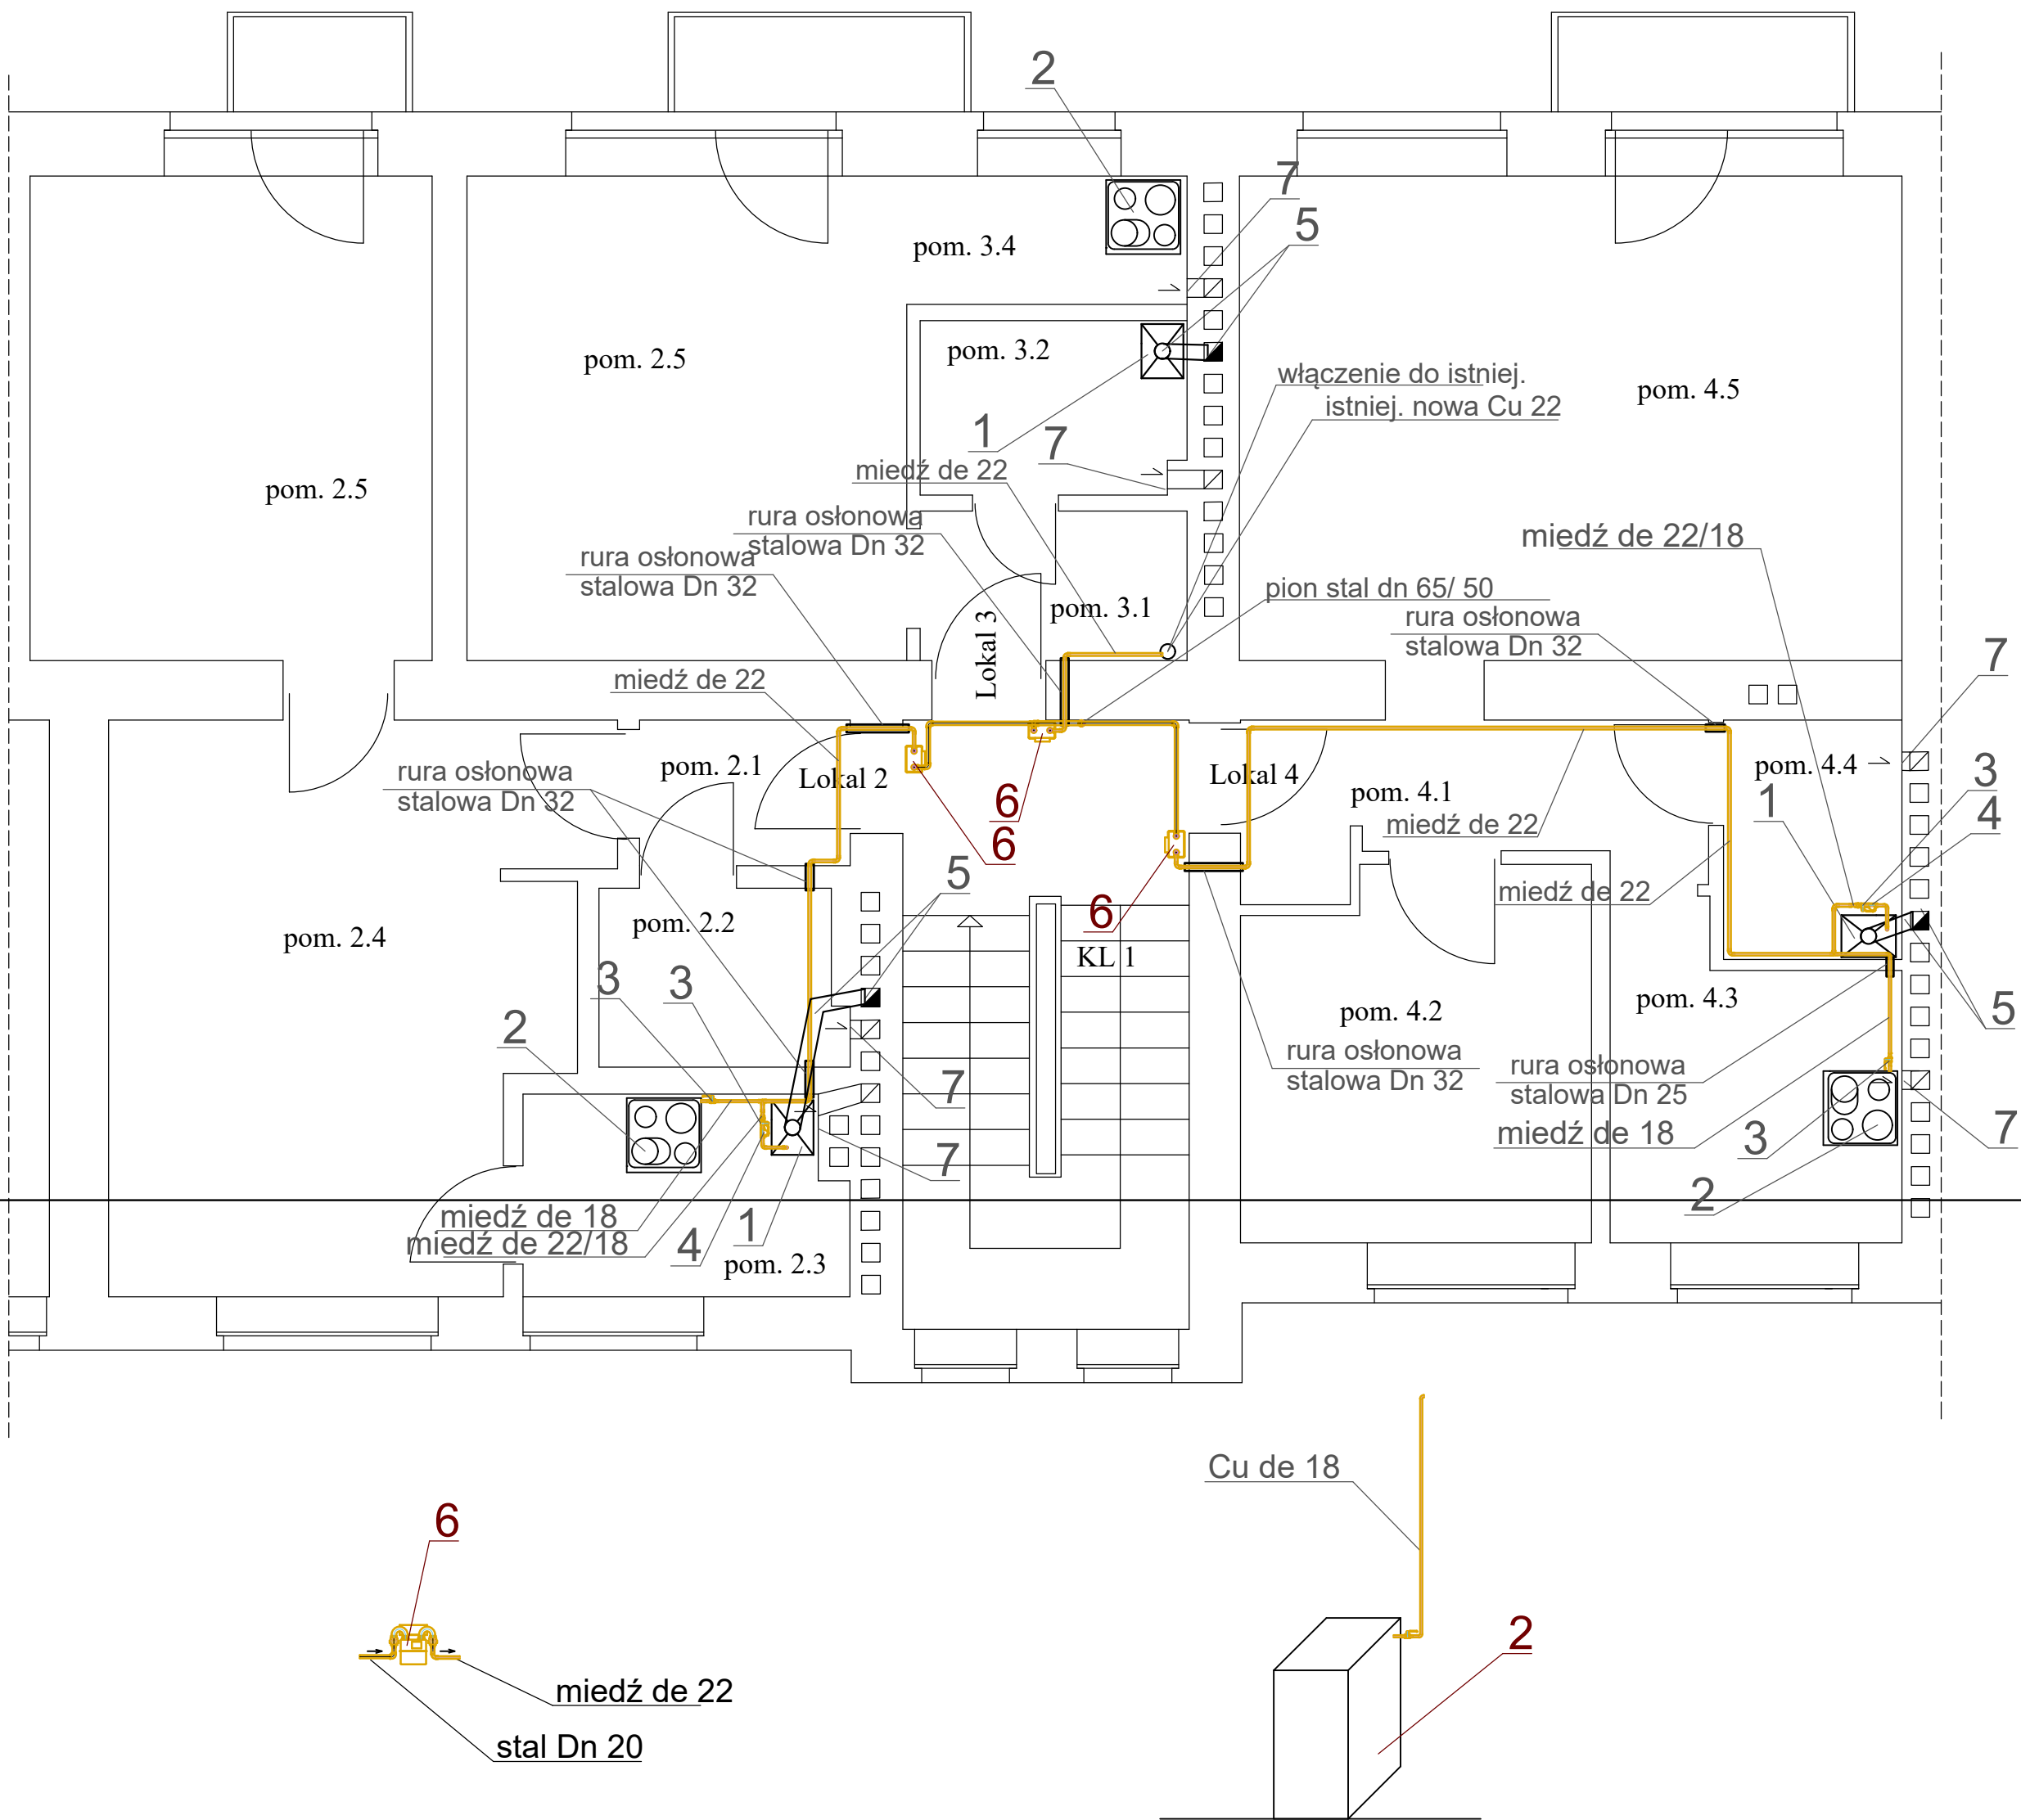 2
7
5
pom. 3.4
pom. 3.2
pom. 2.5
włączenie do istniej.
istniej. nowa Cu 22
pom. 4.5
1
7
miedź de 22
pom. 2.5
rura osłonowa
stalowa Dn 32
rura osłonowa
stalowa Dn 32
miedź de 22/18
pion stal dn 65/ 50
pom. 3.1
Lokal 3
rura osłonowa
stalowa Dn 32
7
miedź de 22
pom. 2.1
Lokal 2
rura osłonowa
stalowa Dn 32
Lokal 4
pom. 4.1
miedź de 22
pom. 4.4
3
1
4
6
6
5
6
miedź de 22
pom. 2.2
pom. 2.4
KL 1
3
3
2
pom. 4.2
pom. 4.3
5
rura osłonowa
stalowa Dn 32
rura osłonowa
stalowa Dn 25
7
7
miedź de 18
3
7
2
miedź de 18
miedź de 22/18
4
1
pom. 2.3
Cu de 18
6
2
miedź de 22
stal Dn 20